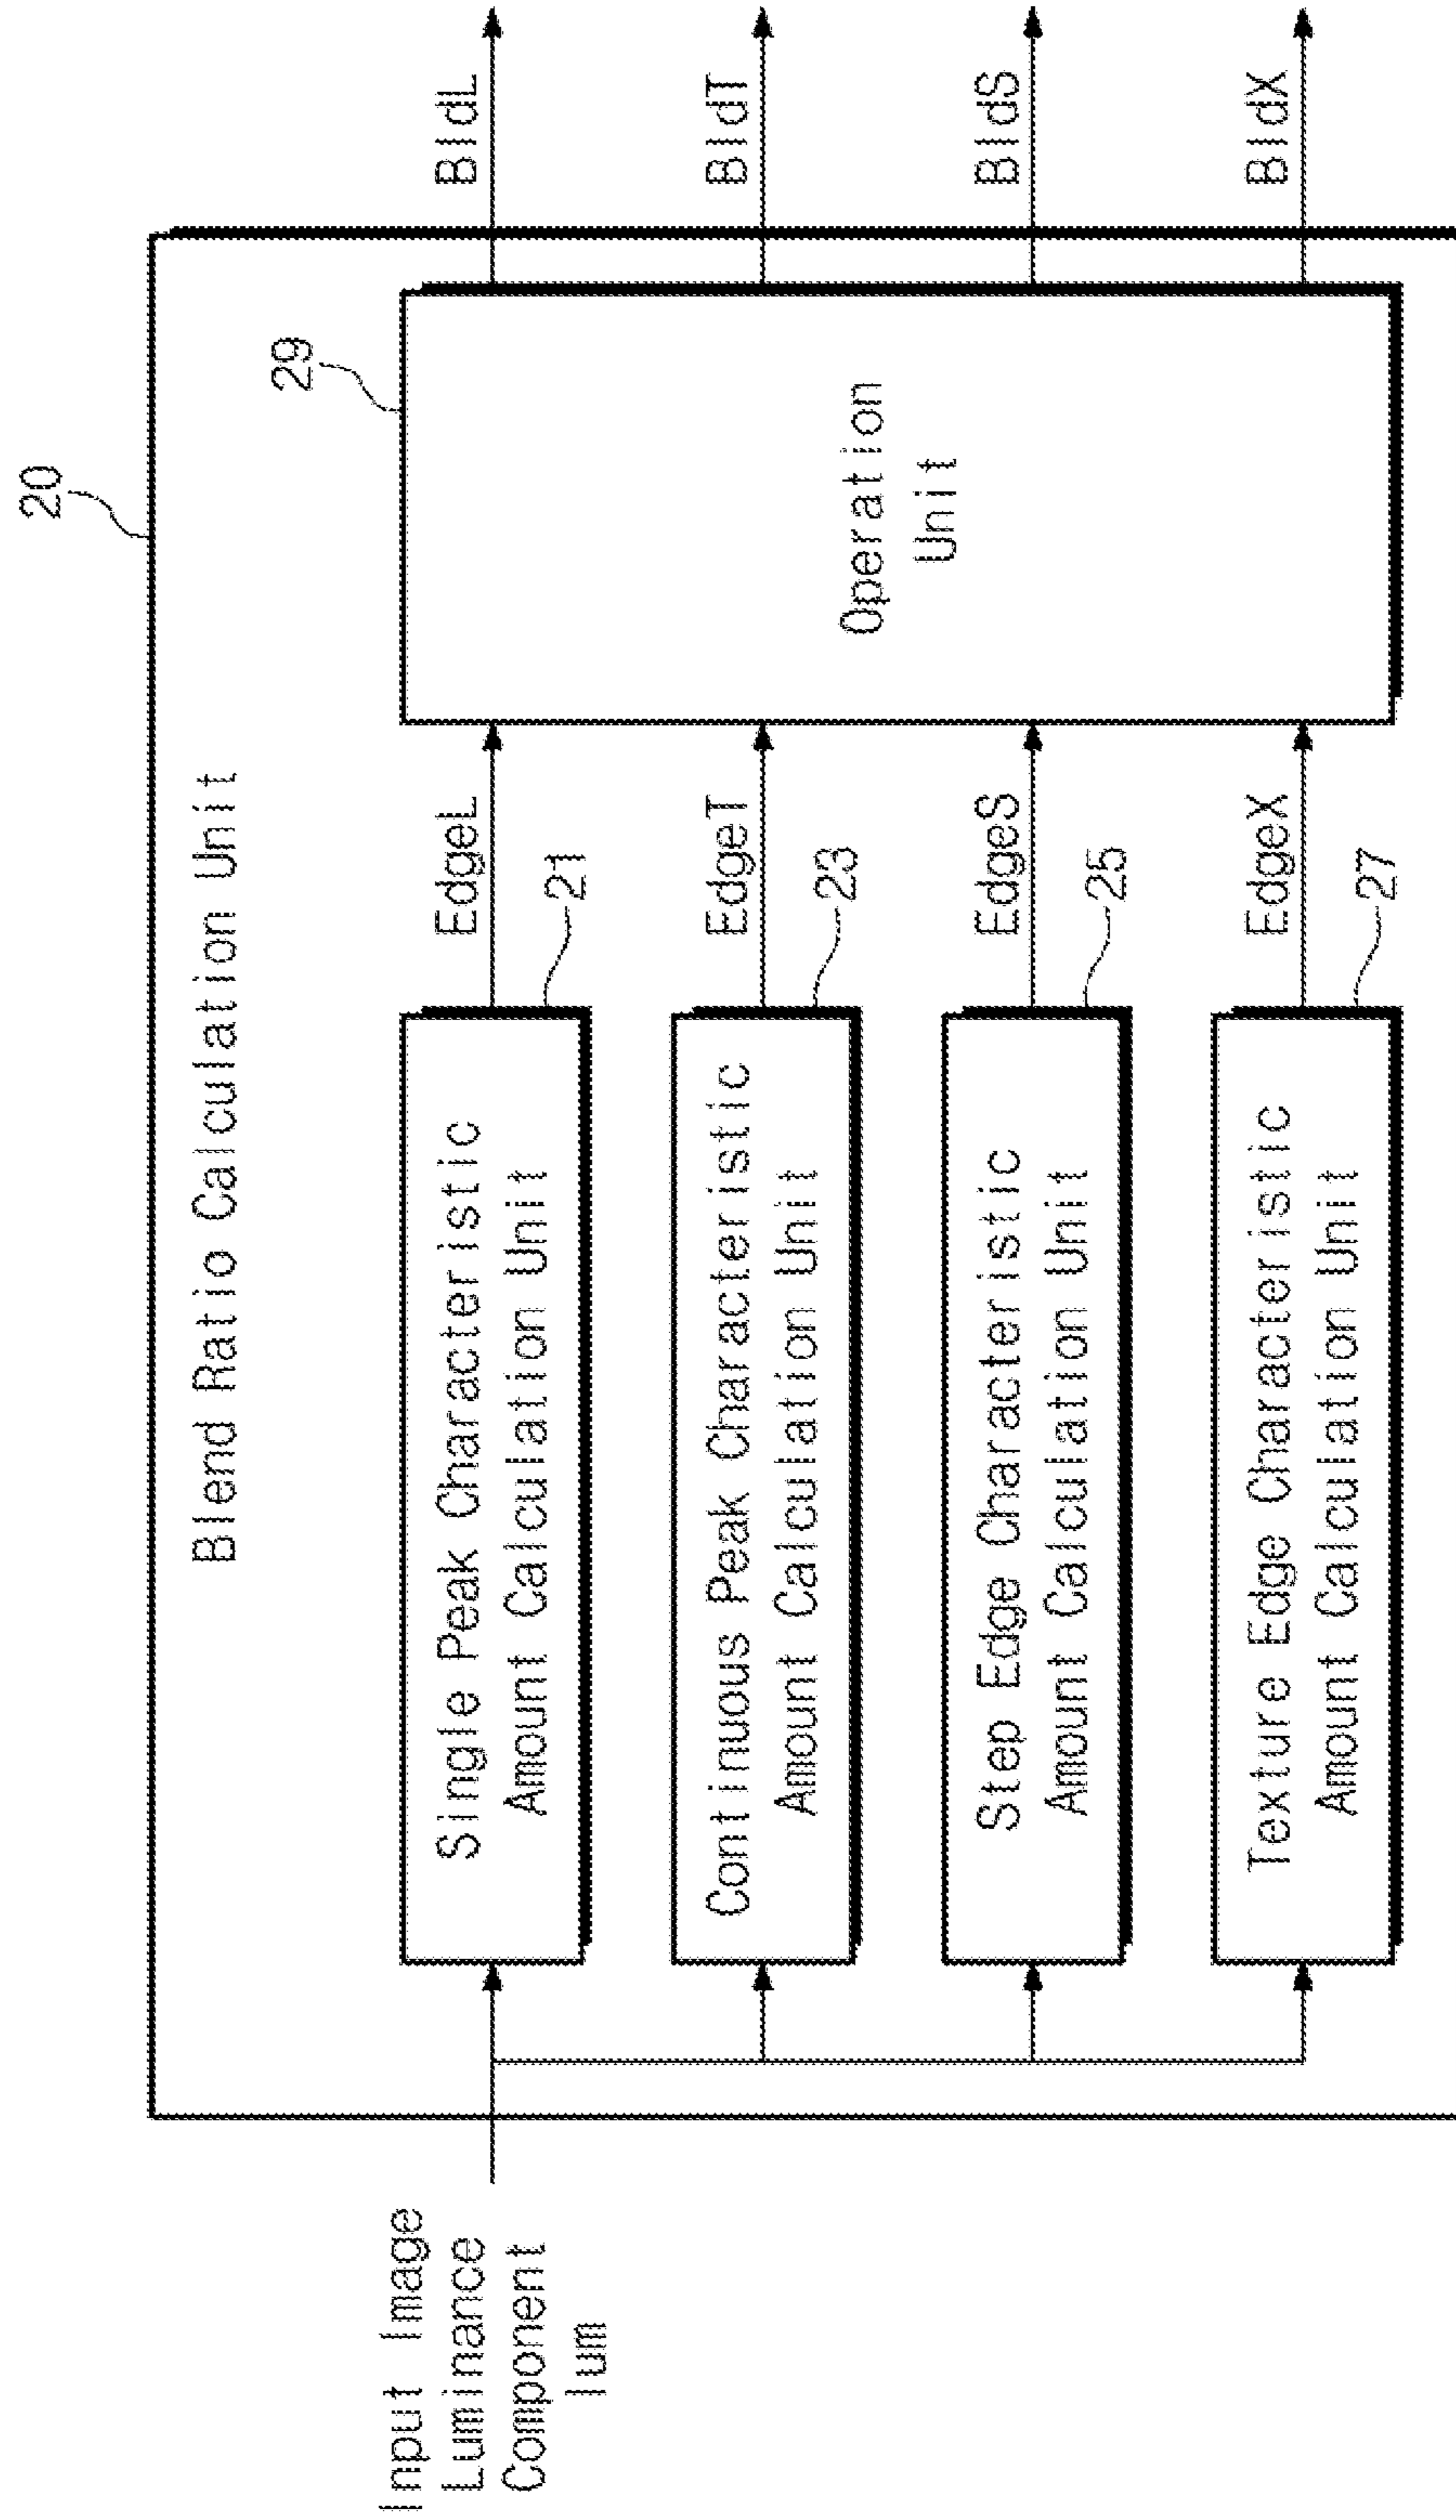 20
Blend Ratio Calculation Unit
29
Input Image
Luminance
Component
lum
Single Peak Characteristic
Amount Calculation Unit
21
EdgeL
BldL
Continuous Peak Characteristic
Amount Calculation Unit
23
EdgeT
BldT
Operation
Unit
Step Edge Characteristic
Amount Calculation Unit
25
EdgeS
BldS
Texture Edge Characteristic
Amount Calculation Unit
27
EdgeX
BldX